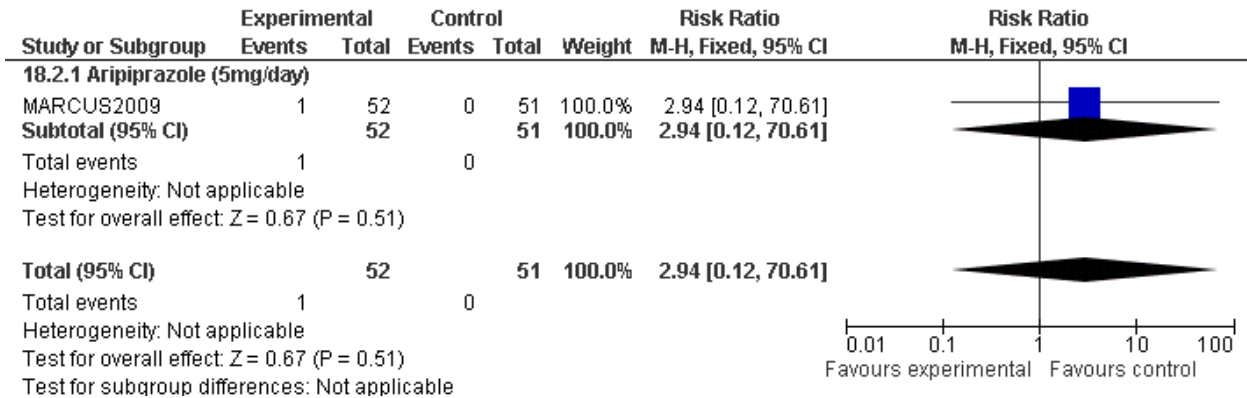 Experimental Control Risk Ratio Risk Ratio
Study or Subgroup Events Total Events Total Weight M-H, Fixed, 95% CI M-H, Fixed, 95% CI
18.2.1 Aripiprazole (5mg/day)
MARCUS2009 1 52 0 51 100.0% 2.94 [0.12, 70.61]
Subtotal (95% CI) 52 51 100.0% 2.94 [0.12, 70.61]
Total events 1 0
Heterogeneity: Not applicable
Test for overall effect: Z = 0.67 (P = 0.51)
Total (95% CI) 52 51 100.0% 2.94 [0.12, 70.61]
Total events 1 0
Heterogeneity: Not applicable
Test for overall effect: Z = 0.67 (P = 0.51)
Test for subgroup differences: Not applicable
0.01 0.1 1 10 100
Favours experimental Favours control